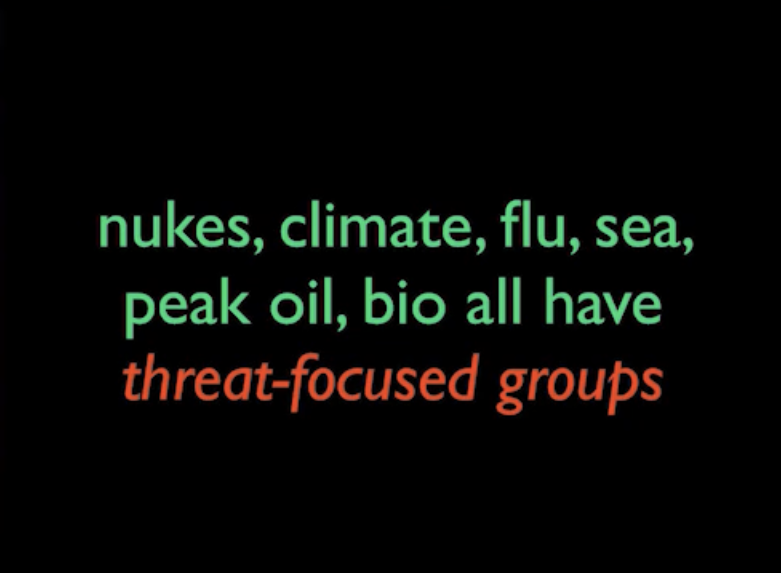 nukes, climate, flu, sea,
peak oil, bio all have
threat-focused groups